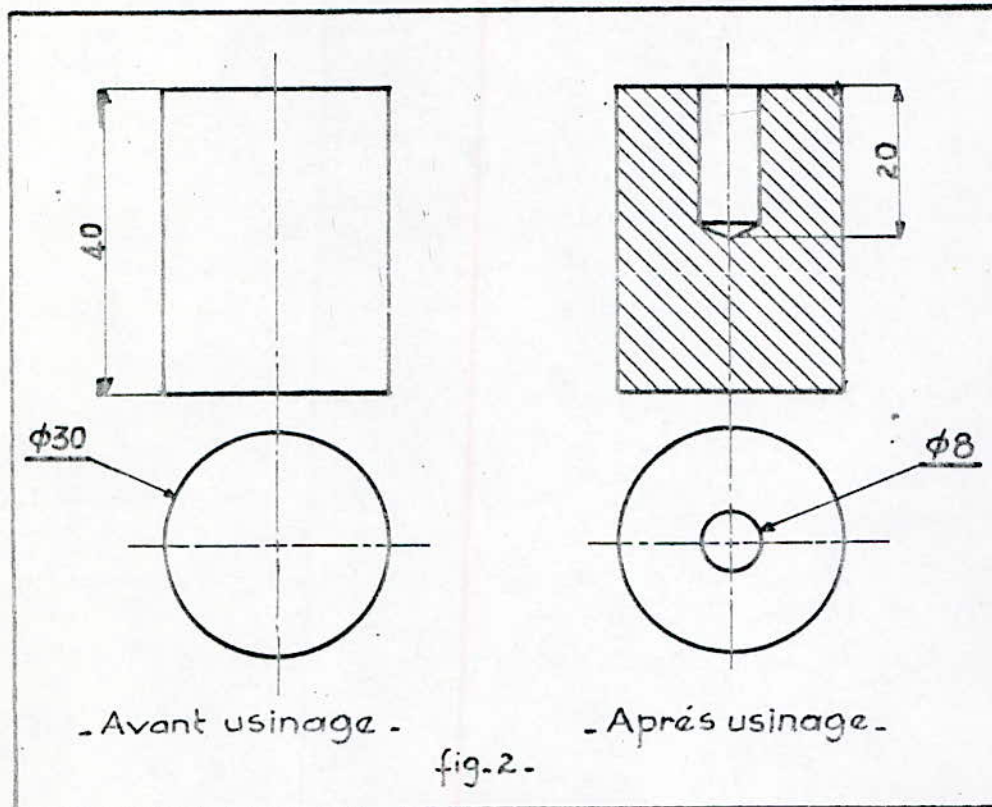 40
20
ϕ30
ϕ8
- Avant usinage -
- Aprés usinage -
fig-2-